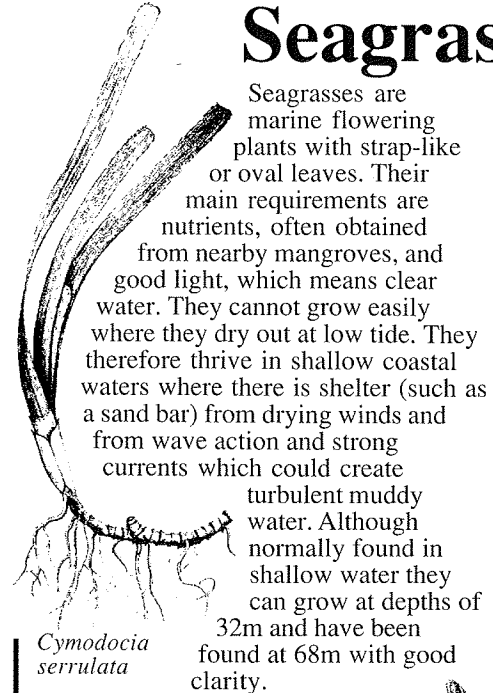 Seagras
Seagrasses are
marine flowering
plants with strap-like
or oval leaves. Their
main requirements are
nutrients, often obtained
from nearby mangroves, and
good light, which means clear
water. They cannot grow easily
where they dry out at low tide. They
therefore thrive in shallow coastal
waters where there is shelter (such as
a sand bar) from drying winds and
from wave action and strong
currents which could create
turbulent muddy
water. Although
normally found in
shallow water they
can grow at depths of
32m and have been
found at 68m with good
clarity.
Cymodocia
serrulata